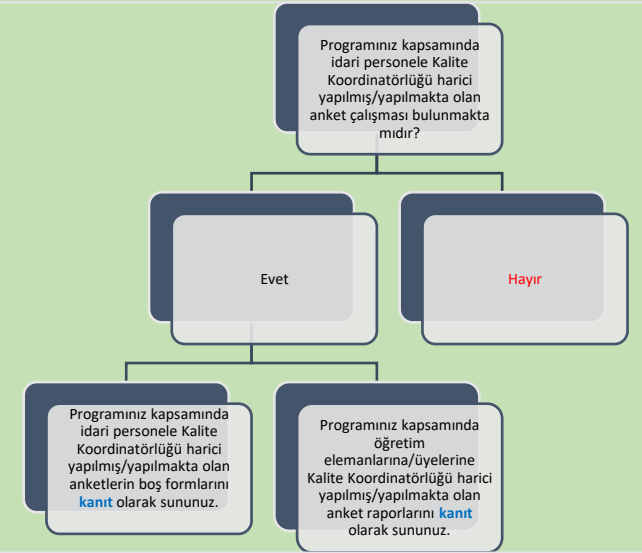 Programınız kapsamında
idari personele Kalite
Koordinatörlüğü harici
yapılmış/yapılmakta olan
anket çalışması bulunmakta
mıdır?
Evet
Hayır
Programınız kapsamında
idari personele Kalite
Koordinatörlüğü harici
yapılmış/yapılmakta olan
anketlerin boş formlarını
kanıt olarak sununuz.
Programınız kapsamında
öğretim
elemanlarına/üyelerine
Kalite Koordinatörlüğü harici
yapılmış/yapılmakta olan
anket raporlarını kanıt
olarak sununuz.